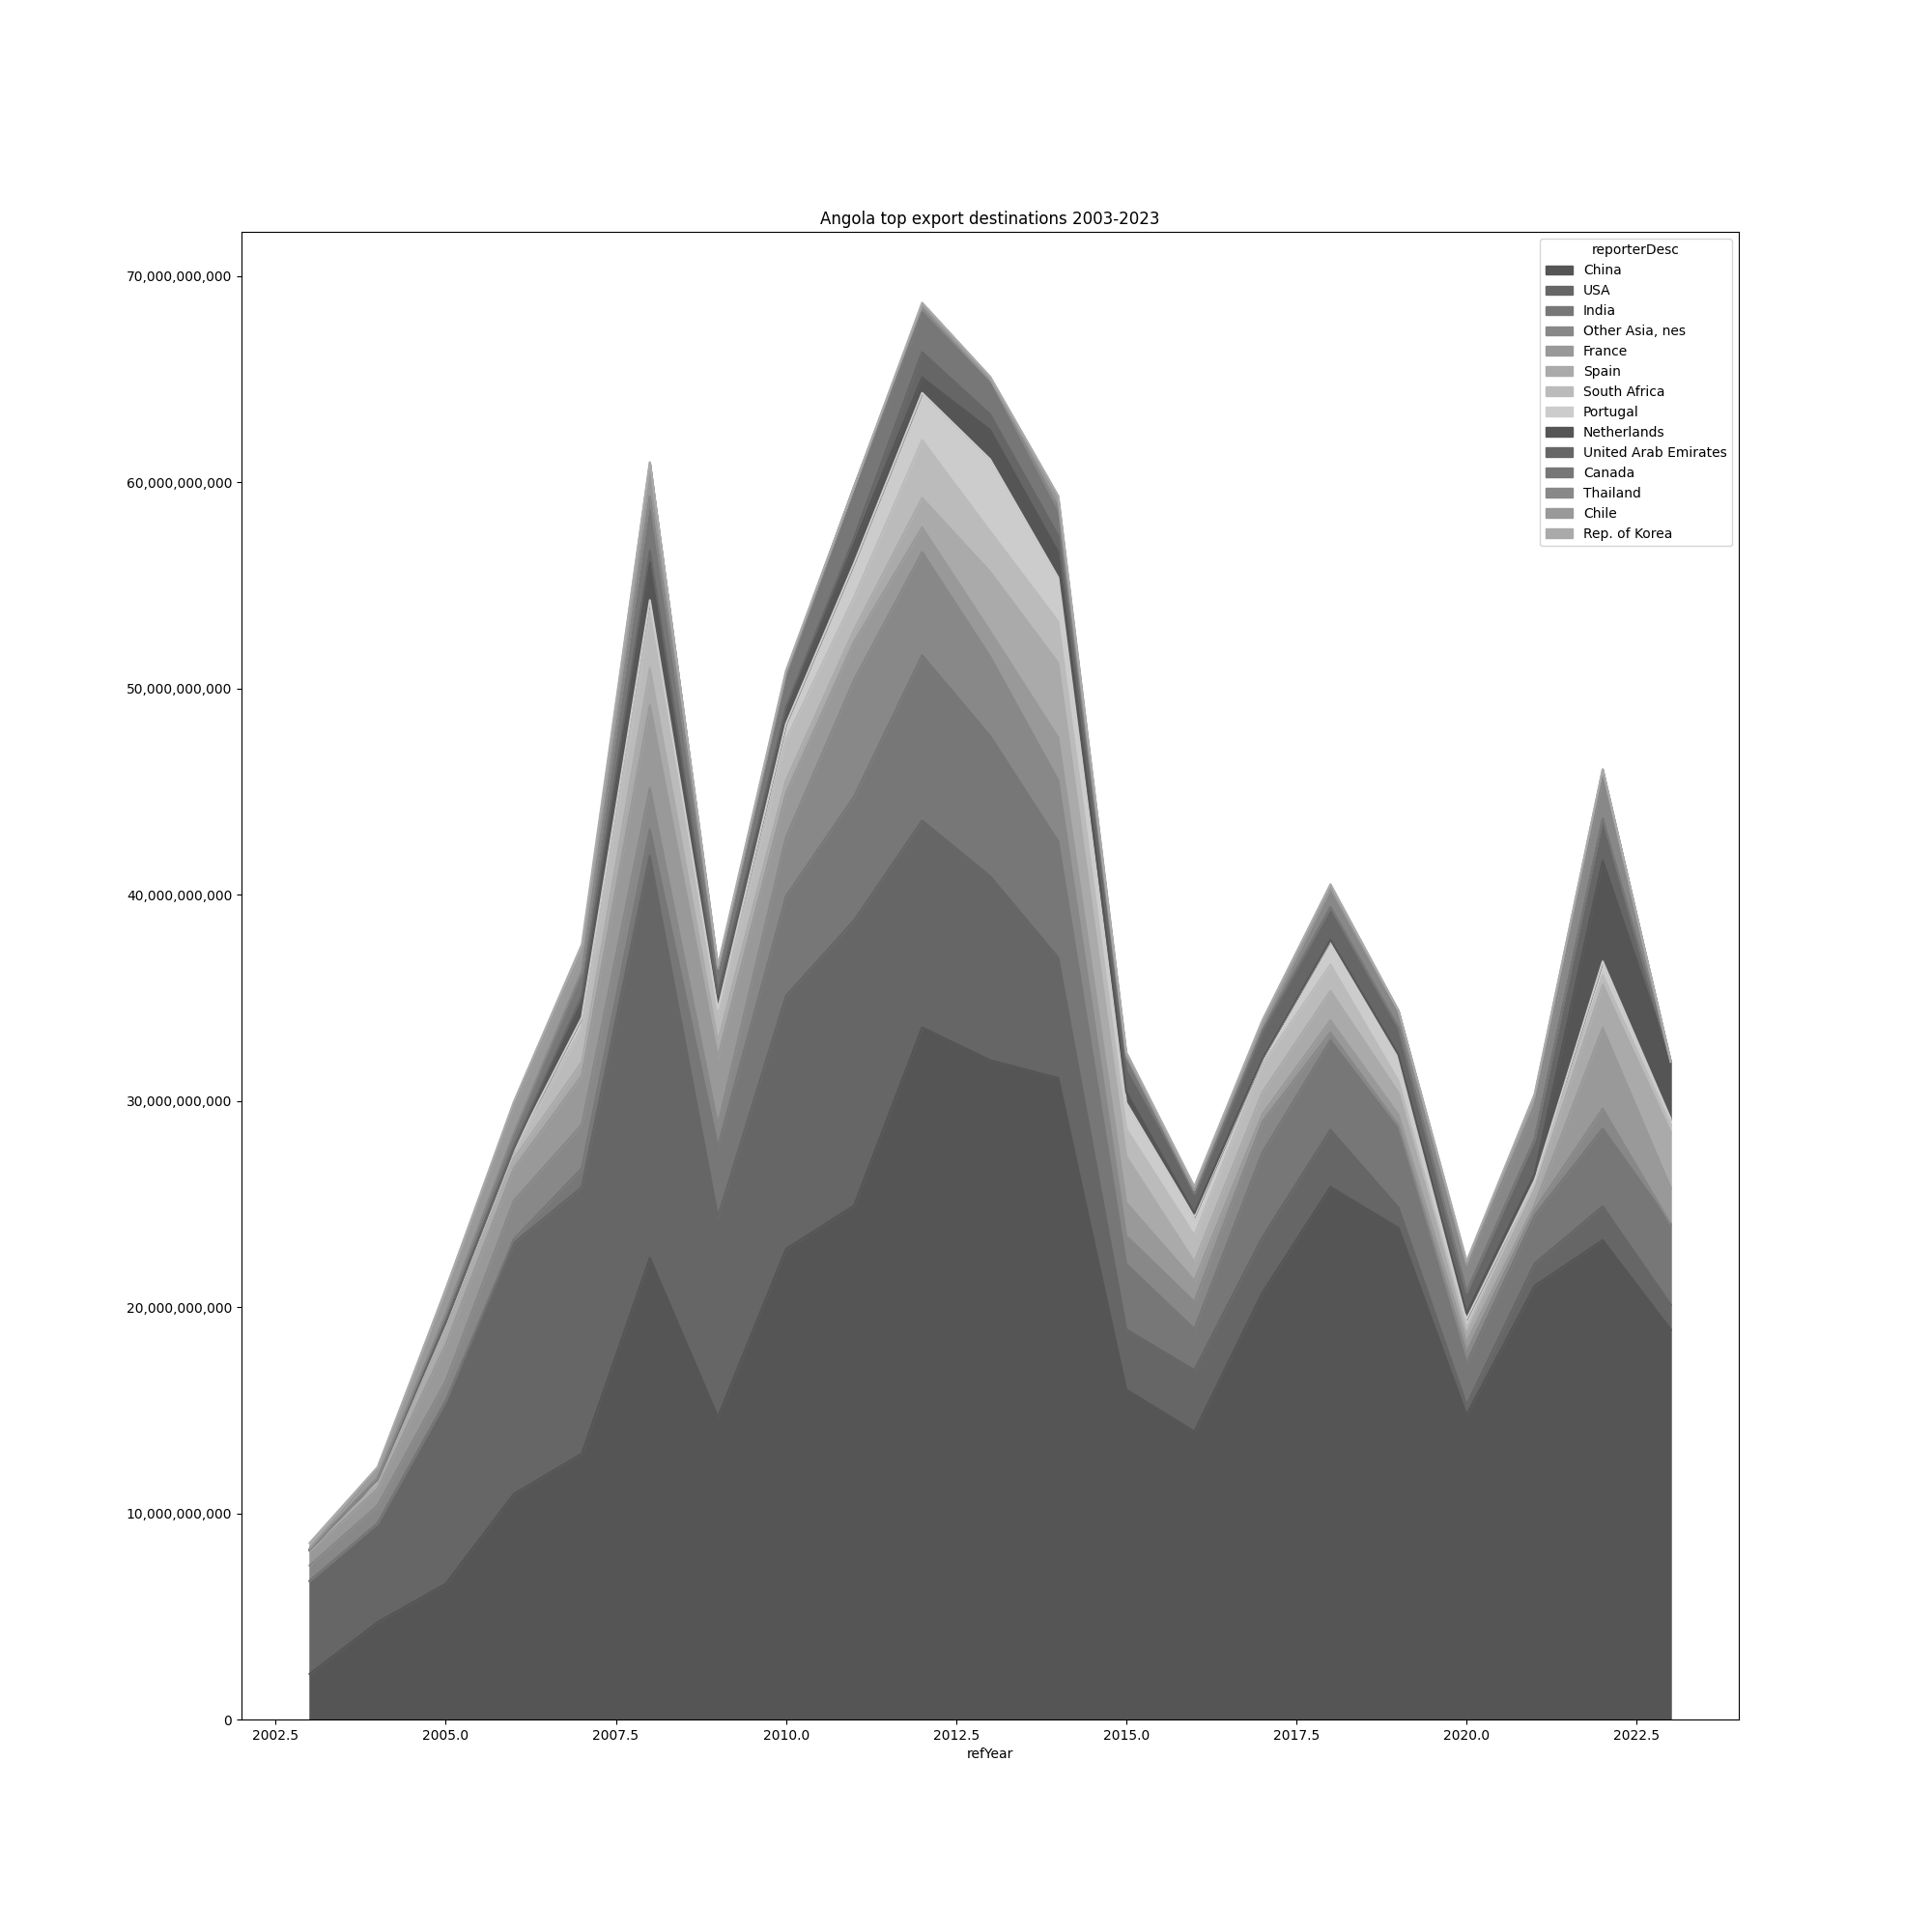 Angola top export destinations 2003-2023
70,000,000,000
60,000,000,000
50,000,000,000
40,000,000,000
30,000,000,000
20,000,000,000
10,000,000,000
0
reporterDesc
China
USA
India
Other Asia, nes
France
Spain
South Africa
Portugal
Netherlands
United Arab Emirates
Canada
Thailand
Chile
Rep. of Korea
2002.5 2005.0 2007.5 2010.0 2012.5 2015.0 2017.5 2020.0 2022.5
refYear